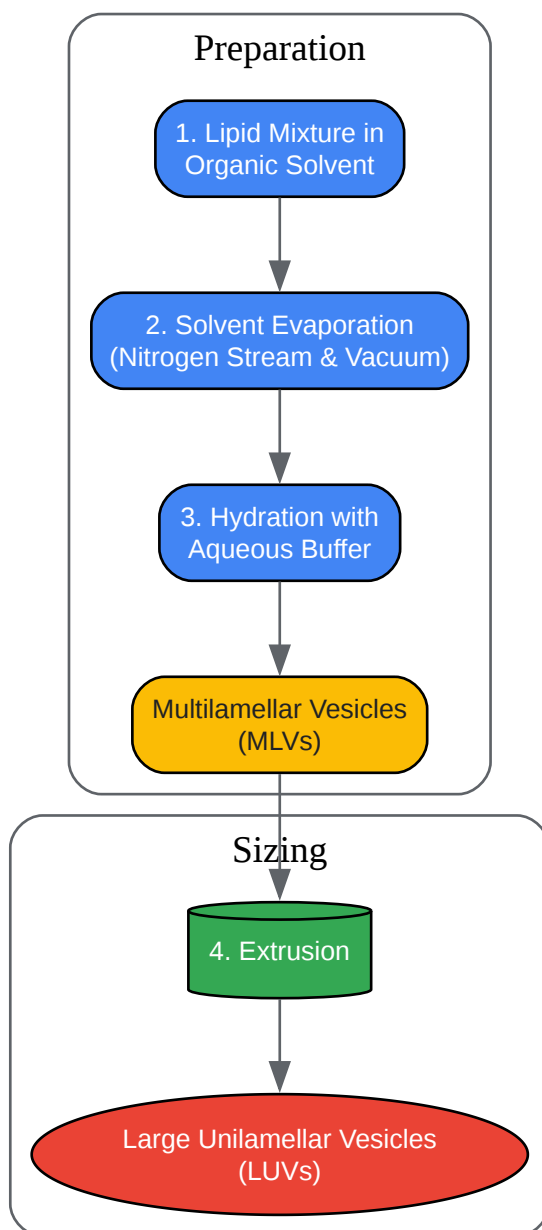 Preparation
1. Lipid Mixture in
Organic Solvent
2. Solvent Evaporation
(Nitrogen Stream & Vacuum)
3. Hydration with
Aqueous Buffer
Multilamellar Vesicles
(MLVs)
Sizing
4. Extrusion
Large Unilamellar Vesicles
(LUVs)